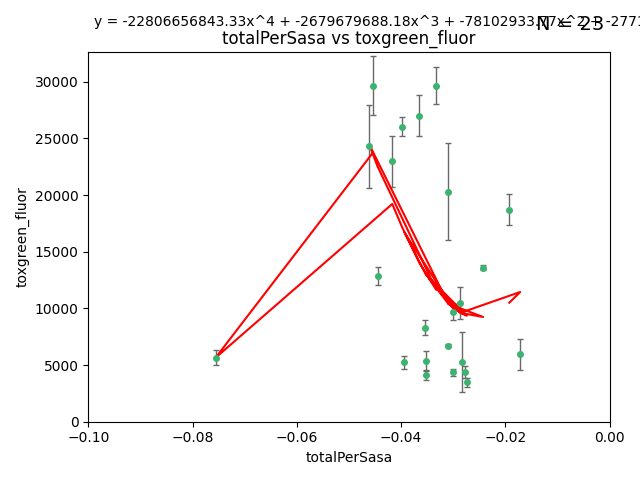 y = -22806656843.33x^4 + -2679679688.18x^3 + -78102933.
N = 23
totalPerSasa vs toxgreen_fluor
30000
25000
20000
15000
10000
5000
0
toxgreen_fluor
−0.10 −0.08 −0.06 −0.04 −0.02 0.00
totalPerSasa